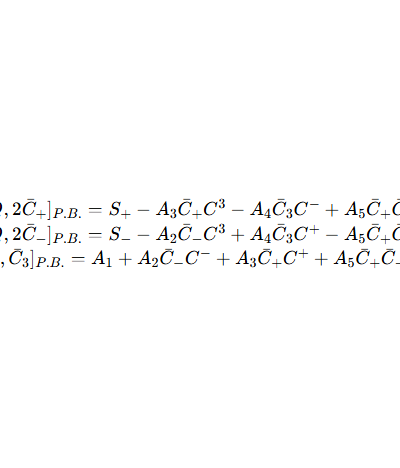 , 2C̄₊]_{P.B.} = S₊ − A₃C̄₊C³ − A₄C̄₃C⁻ + A₅C̄₊
, 2C̄₋]_{P.B.} = S₋ − A₂C̄₋C³ + A₄C̄₃C⁺ − A₅C̄₊
, C̄₃]_{P.B.} = A₁ + A₂C̄₋C⁻ + A₃C̄₊C⁺ + A₅C̄₊C̄₋